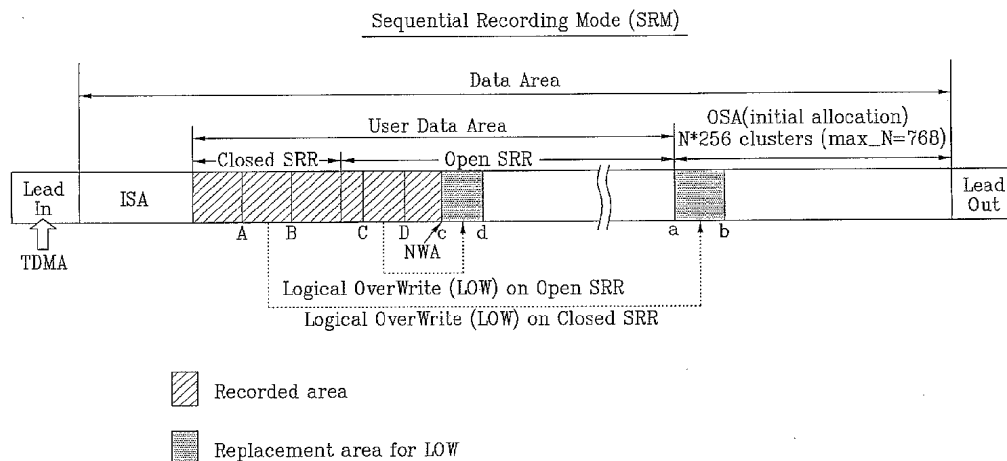 Sequential Recording Mode (SRM)
Data Area
OSA(initial allocation)
User Data Area
N*256 clusters (max_N=768)
Closed SRR
Open SRR
Lead
In
ISA
Lead
Out
A
B
C
D
c
d
a
b
NWA
TDMA
Logical OverWrite (LOW) on Open SRR
Logical OverWrite (LOW) on Closed SRR
Recorded area
Replacement area for LOW